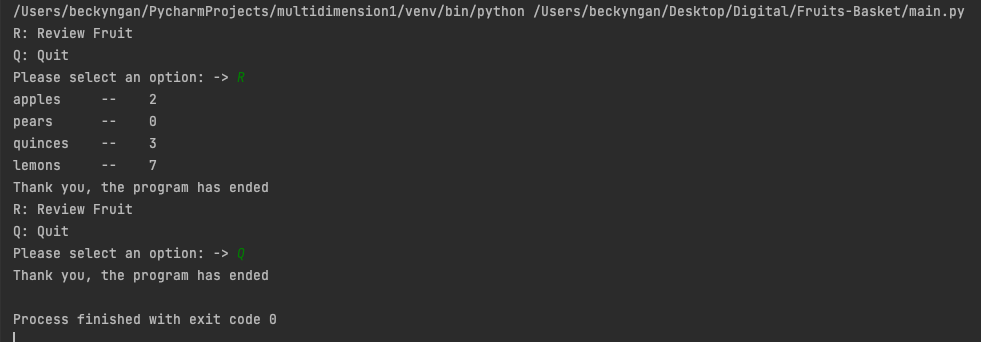 /Users/beckyngan/PycharmProjects/multidimension1/venv/bin/python /Users/beckyngan/Desktop/Digital/Fruits-Basket/main.py
R: Review Fruit
Q: Quit
Please select an option: -> R
apples     --    2
pears      --    0
quinces    --    3
lemons     --    7
Thank you, the program has ended
R: Review Fruit
Q: Quit
Please select an option: -> Q
Thank you, the program has ended
Process finished with exit code 0